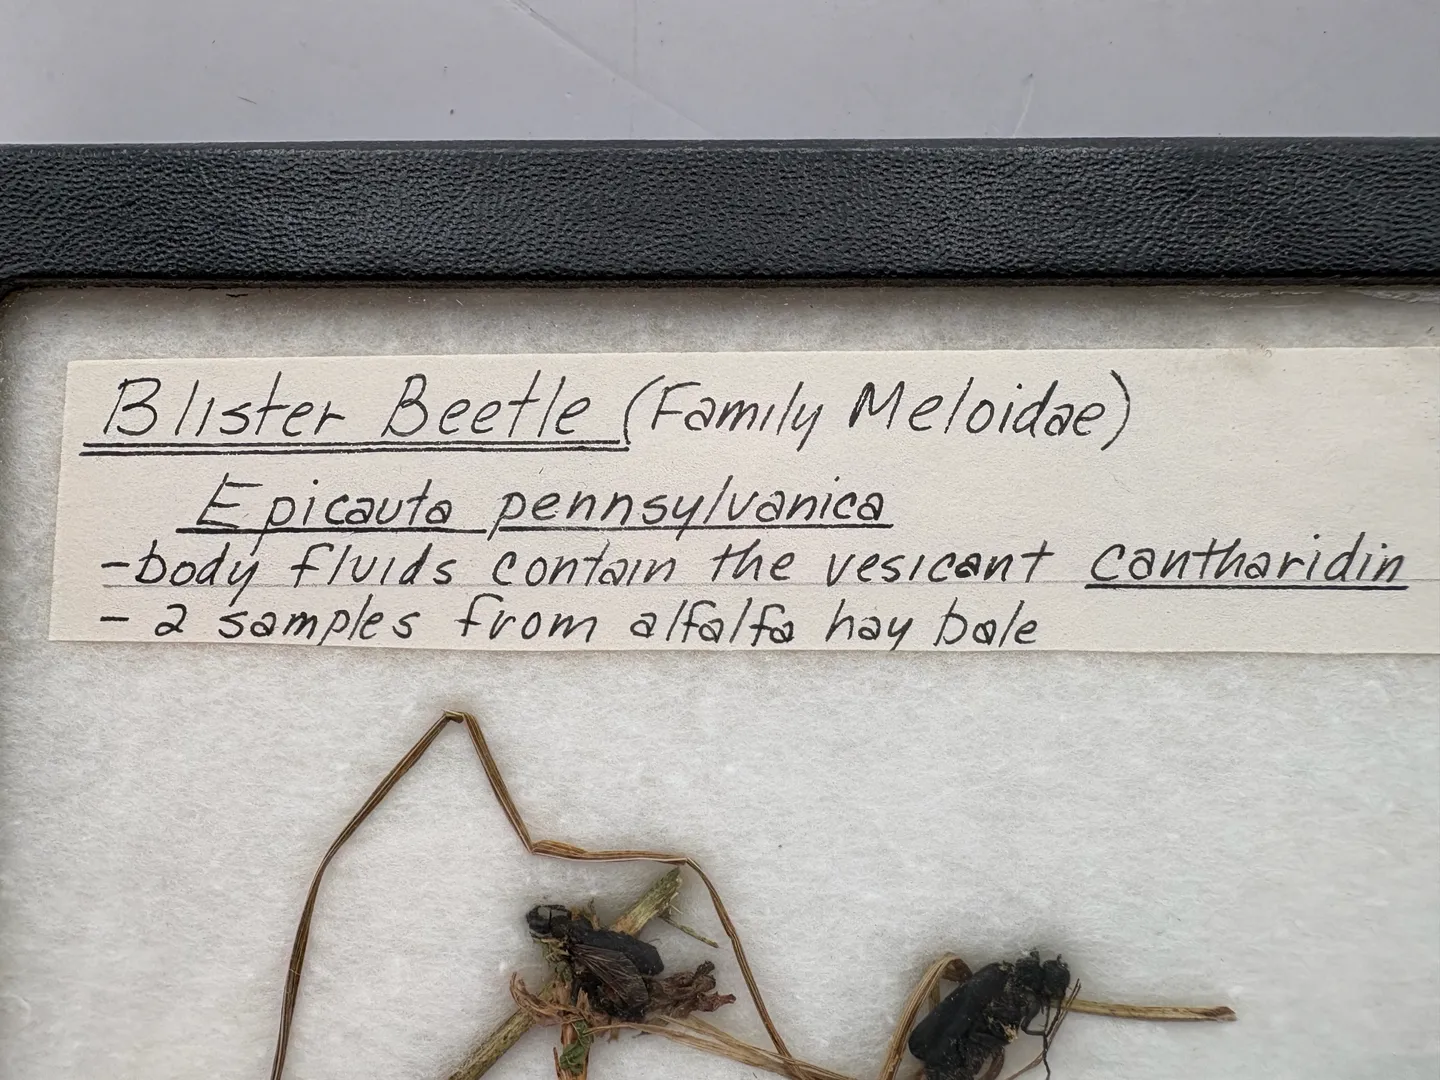 Blister Beetle (Family Meloidae)
Epicauta pennsylvanica
-body fluids contain the vesicant cantharidin
- 2 samples from alfalfa hay bale